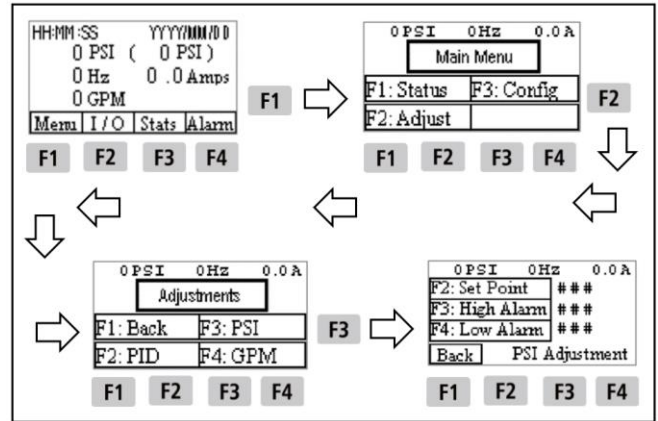 HH:MM:SS YYYY/MM/DD
0 PSI ( 0 PSI )
0 Hz 0.0 Amps
0 GPM
Menu I/O Stats Alarm
F1 F2 F3 F4
F1
0PSI 0Hz 0.0A
Main Menu
F1: Status F3: Config
F2: Adjust
F1 F2 F3 F4
F2
0PSI 0Hz 0.0A
Adjustments
F1: Back F3: PSI
F2: PID F4: GPM
F1 F2 F3 F4
F3
0PSI 0Hz 0.0A
F2: Set Point ###
F3: High Alarm ###
F4: Low Alarm ###
Back PSI Adjustment
F1 F2 F3 F4